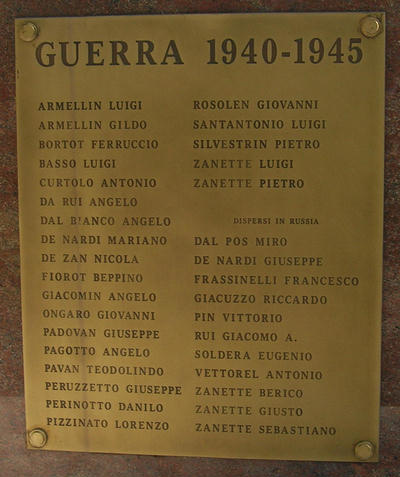 GUERRA 1940-1945
ARMELLIN LUIGI
ARMELLIN GILDO
BORTOT FERRUCCIO
BASSO LUIGI
CURTOLO ANTONIO
DA RUI ANGELO
DAL BIANCO ANGELO
DE NARDI MARIANO
DE ZAN NICOLA
FIOROT BEPPINO
GIACOMIN ANGELO
ONGARO GIOVANNI
PADOVAN GIUSEPPE
PAGOTTO ANGELO
PAVAN TEODOLINDO
PERUZZETTO GIUSEPPE
PERINOTTO DANILO
PIZZINATO LORENZO
ROSOLEN GIOVANNI
SANTANTONIO LUIGI
SILVESTRIN PIETRO
ZANETTE LUIGI
ZANETTE PIETRO
DISPERSI IN RUSSIA
DAL POS MIRO
DE NARDI GIUSEPPE
FRASSINELLI FRANCESCO
GIACUZZO RICCARDO
PIN VITTORIO
RUI GIACOMO A.
SOLDERA EUGENIO
VETTOREL ANTONIO
ZANETTE BERICO
ZANETTE GIUSTO
ZANETTE SEBASTIANO